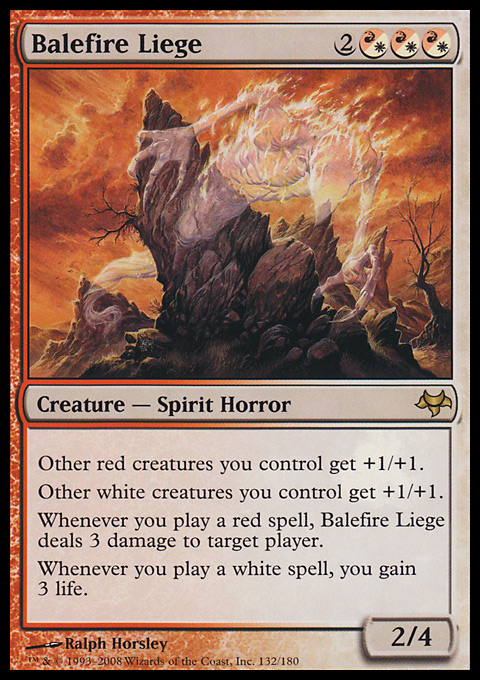 Balefire Liege 2
Creature — Spirit Horror
Other red creatures you control get +1/+1.
Other white creatures you control get +1/+1.
Whenever you play a red spell, Balefire Liege
deals 3 damage to target player.
Whenever you play a white spell, you gain
3 life.
2/4
Ralph Horsley
™ & © 1993–2008 Wizards of the Coast, Inc. 132/180